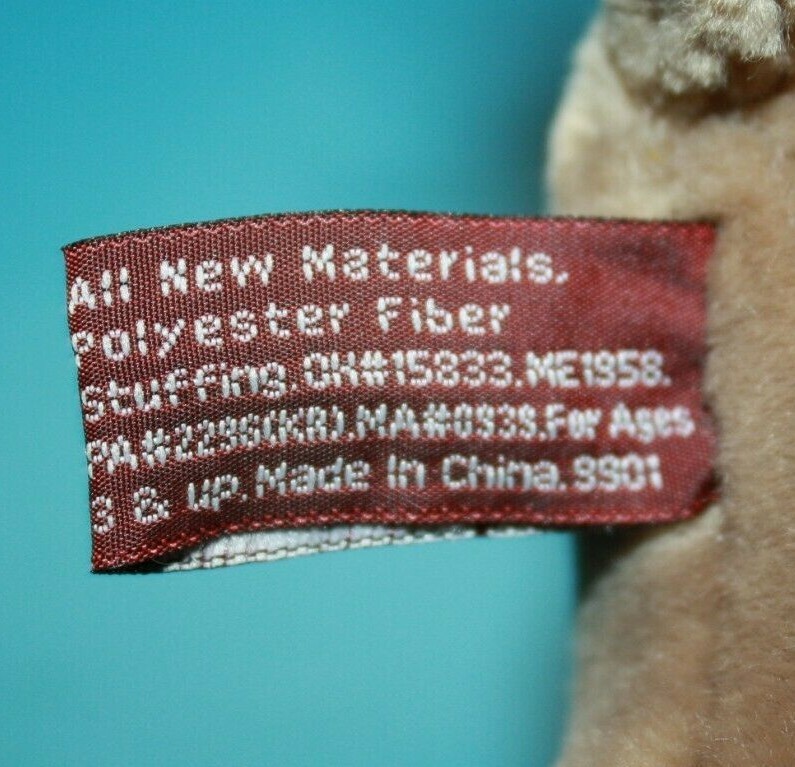 All New Materials.
Polyester Fiber
Stuffing.OH#15833.ME1958.
PA#2296(KR).MA#0939.For Ages
3 & UP.Made In China.9901